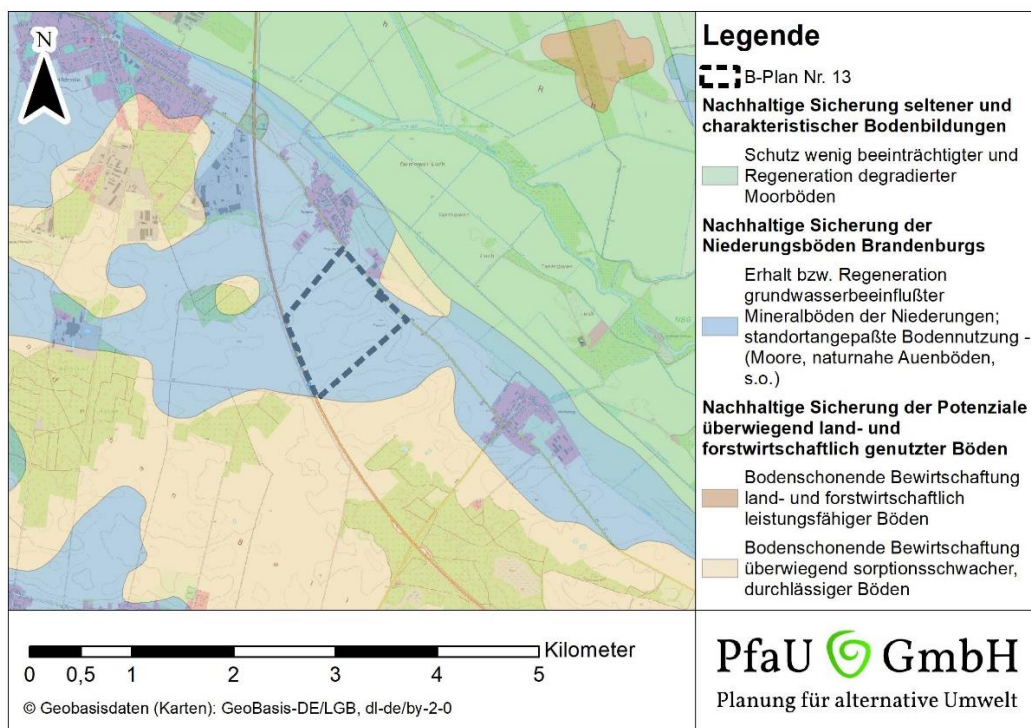 N
Legende
B-Plan Nr. 13
Nachhaltige Sicherung seltener und
charakteristischer Bodenbildungen
Schutz wenig beeinträchtigter und
Regeneration degradierter
Moorböden
Nachhaltige Sicherung der
Niederungsböden Brandenburgs
Erhalt bzw. Regeneration
grundwasserbeeinflußter
Mineralböden der Niederungen;
standortangepaßte Bodennutzung -
(Moore, naturnahe Auenböden,
s.o.)
Nachhaltige Sicherung der Potenziale
überwiegend land- und
forstwirtschaftlich genutzter Böden
Bodenschonende Bewirtschaftung
land- und forstwirtschaftlich
leistungsfähiger Böden
Bodenschonende Bewirtschaftung
überwiegend sorptionsschwacher,
durchlässiger Böden
Kilometer
0 0,5 1 2 3 4 5
© Geobasisdaten (Karten): GeoBasis-DE/LGB, dl-de/by-2-0
PfaU GmbH
Planung für alternative Umwelt